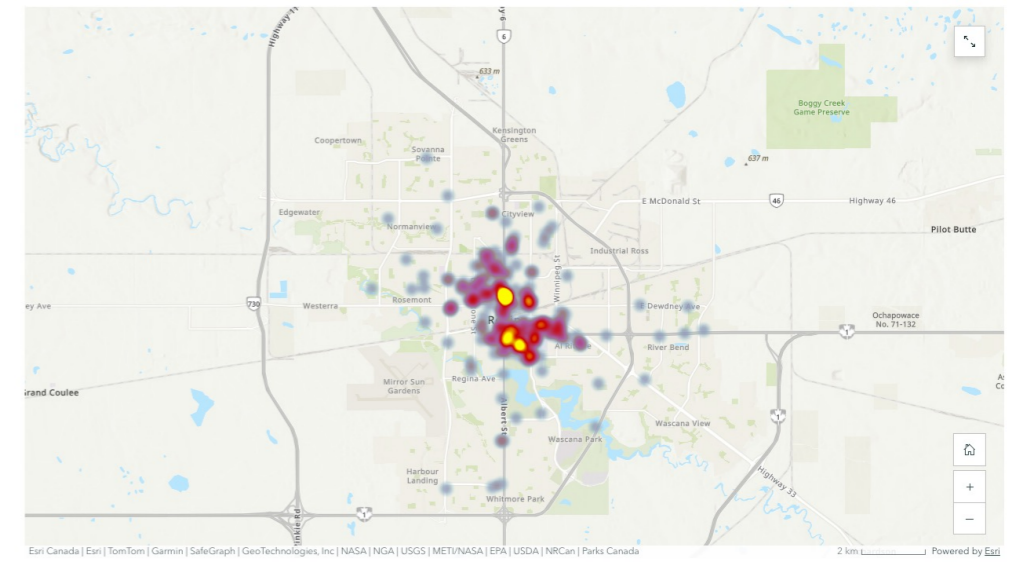 Highway 11
6
633 m
Boggy Creek
Game Preserve
Kensington
Greens
Coopertown
Sovanna
Pointe
637 m
E McDonald St
46
Highway 46
Edgewater
Cityview
Normanview
Pilot Butte
Industrial Ross
Winnipeg St
ey Ave
730
Westerra
Rosemont
Dewdney Ave
R
Ochapowace
No. 71-132
1
River Bend
Regina Ave
Mirror Sun
Gardens
Grand Coulee
Albert St
Wascana View
1
Wascana Park
Harbour
Landing
Highway 33
Whitmore Park
1
Esri Canada | Esri | TomTom | Garmin | SafeGraph | GeoTechnologies, Inc | NASA | NGA | USGS | METI/NASA | EPA | USDA | NRCan | Parks Canada
2 km
Powered by Esri